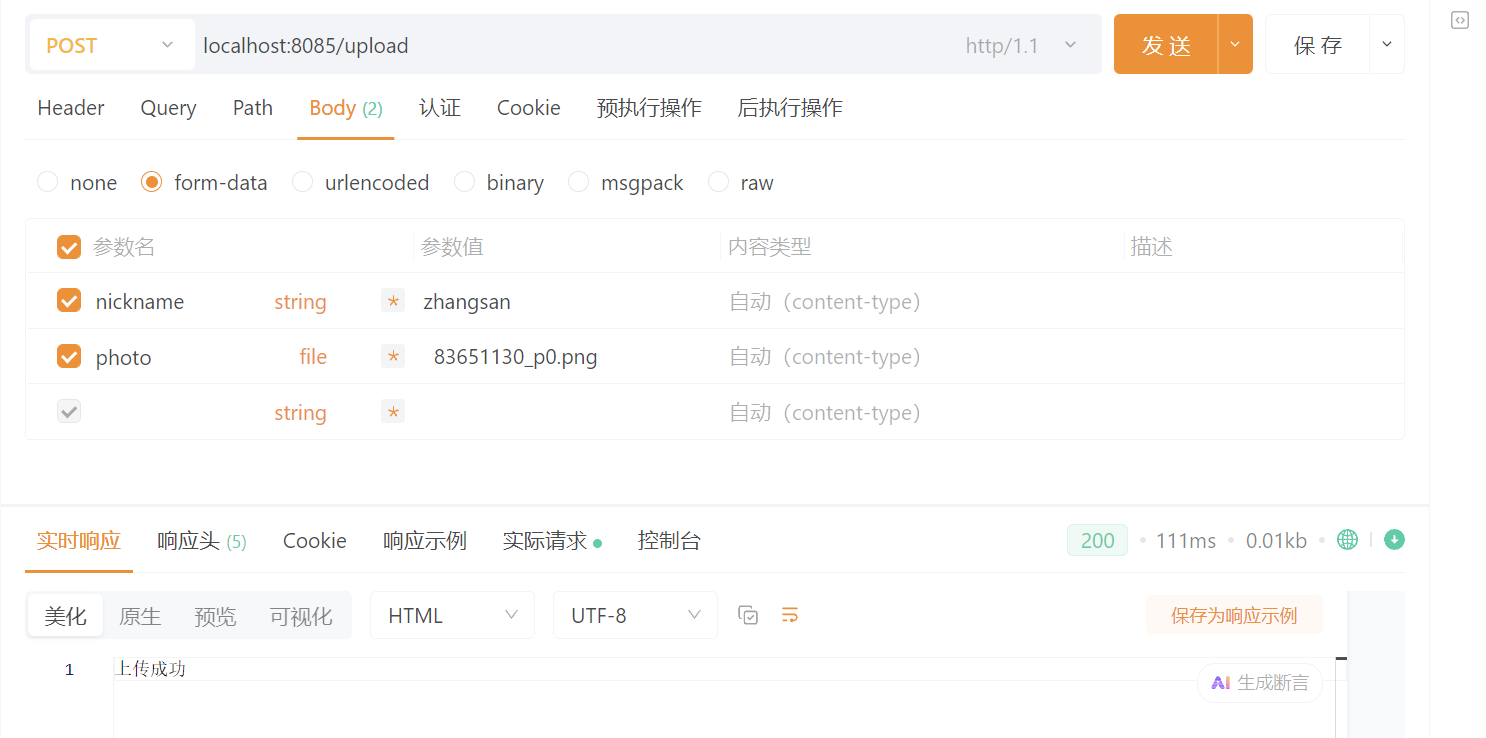 POST localhost:8085/upload http/1.1 发送 保存
Header Query Path Body (2) 认证 Cookie 预执行操作 后执行操作
none form-data urlencoded binary msgpack raw
参数名 参数值 内容类型 描述
nickname string * zhangsan 自动（content-type）
photo file * 83651130_p0.png 自动（content-type）
string * 自动（content-type）
实时响应 响应头 (5) Cookie 响应示例 实际请求 控制台 200 111ms 0.01kb
美化 原生 预览 可视化 HTML UTF-8 保存为响应示例
1 上传成功
AI 生成断言